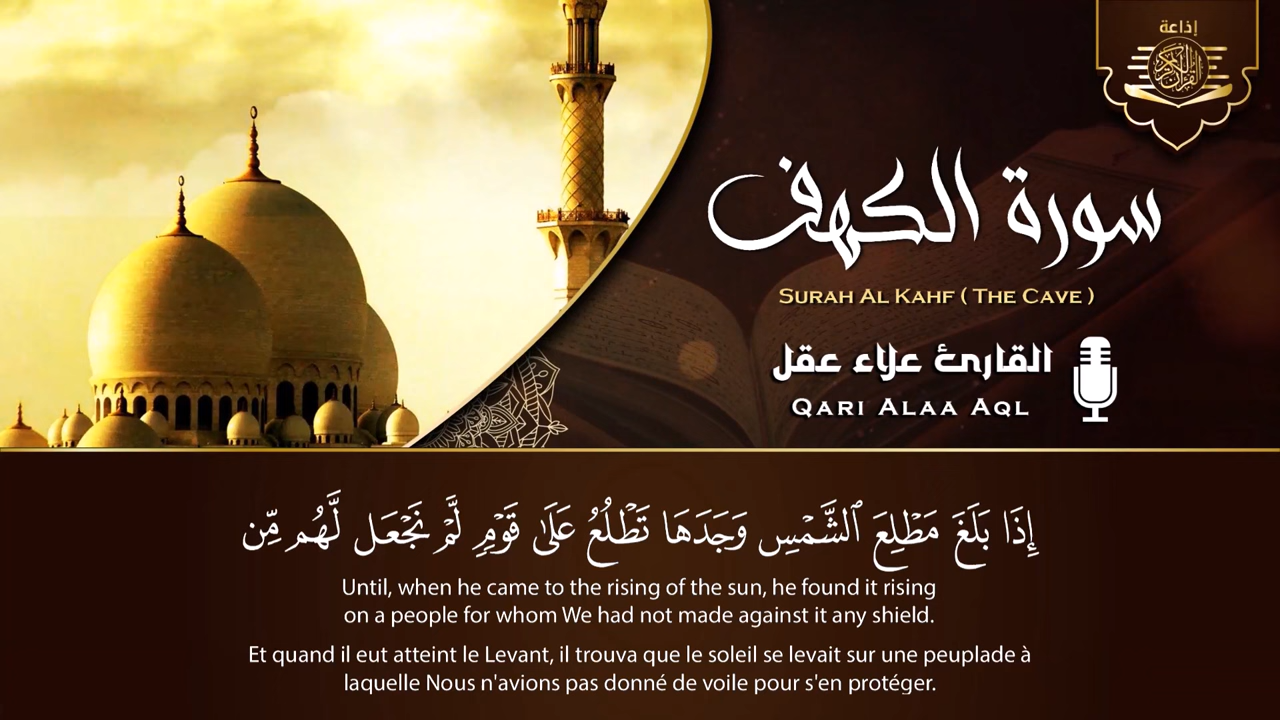 إذاعة
القرآن الكريم
سورة الكهف
SURAH AL KAHF ( THE CAVE )
القارئ علاء عقل
QARI ALAA AQL
إِذَا بَلَغَ مَطْلِعَ ٱلشَّمْسِ وَجَدَهَا تَطْلُعُ عَلَىٰ قَوْمٍۢ لَّمْ نَجْعَل لَّهُم مِّن
Until, when he came to the rising of the sun, he found it rising
on a people for whom We had not made against it any shield.
Et quand il eut atteint le Levant, il trouva que le soleil se levait sur une peuplade à
laquelle Nous n'avions pas donné de voile pour s'en protéger.